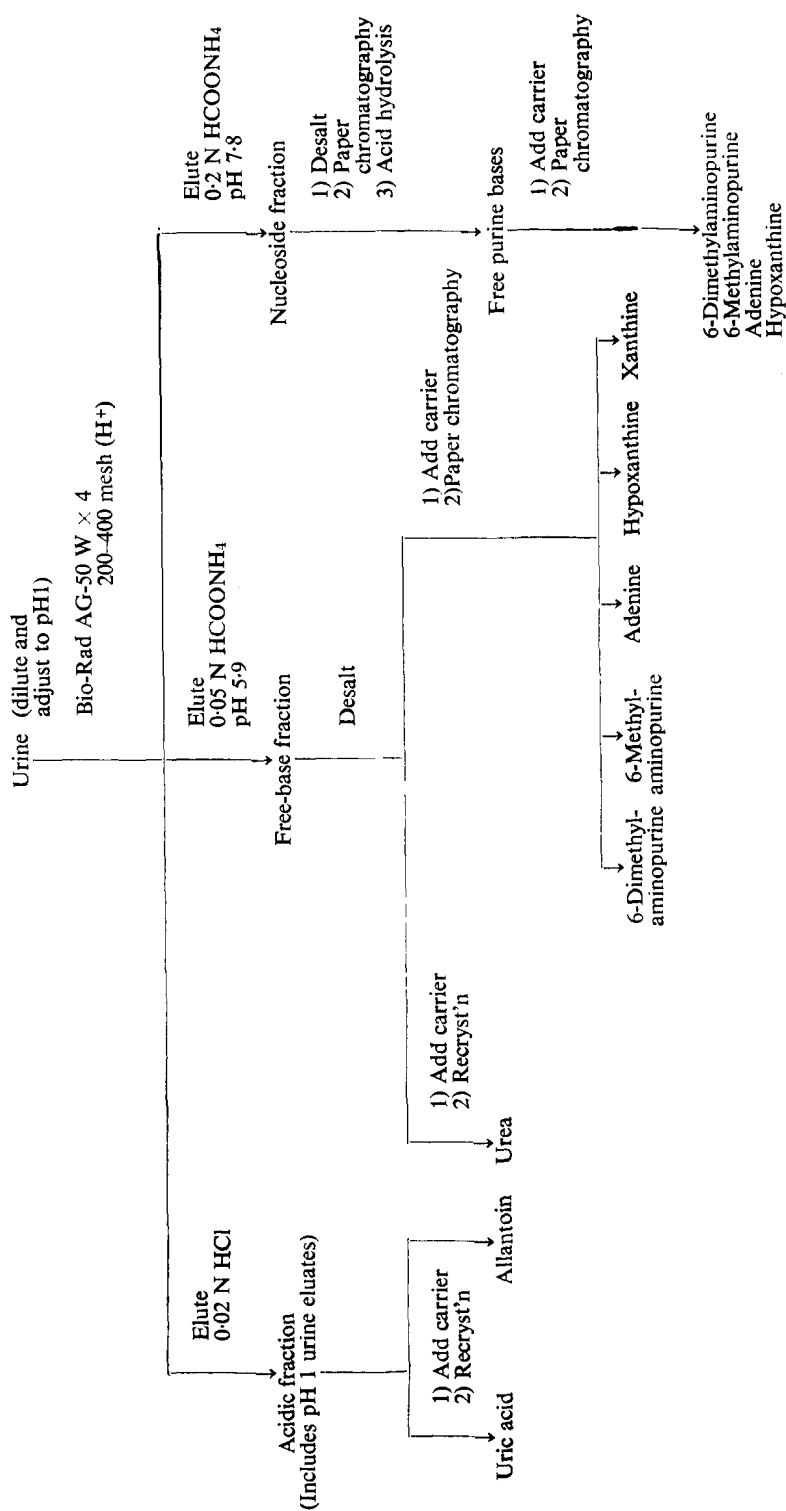 Urine (dilute and
adjust to pH1)
Bio-Rad AG-50 W × 4
200–400 mesh (H+)
Elute
0·02 N HCl
Acidic fraction
(Includes pH 1 urine eluates)
1) Add carrier
2) Recryst'n
Uric acid
Allantoin
Elute
0·05 N HCOONH4
pH 5·9
Free-base fraction
Desalt
1) Add carrier
2) Recryst'n
Urea
1) Add carrier
2)Paper chromatography
6-Dimethyl-
aminopurine
6-Methyl-
aminopurine
Adenine
Hypoxanthine
Xanthine
Elute
0·2 N HCOONH4
pH 7·8
Nucleoside fraction
1) Desalt
2) Paper
chromatography
3) Acid hydrolysis
Free purine bases
1) Add carrier
2) Paper
chromatography
6-Dimethylaminopurine
6-Methylaminopurine
Adenine
Hypoxanthine